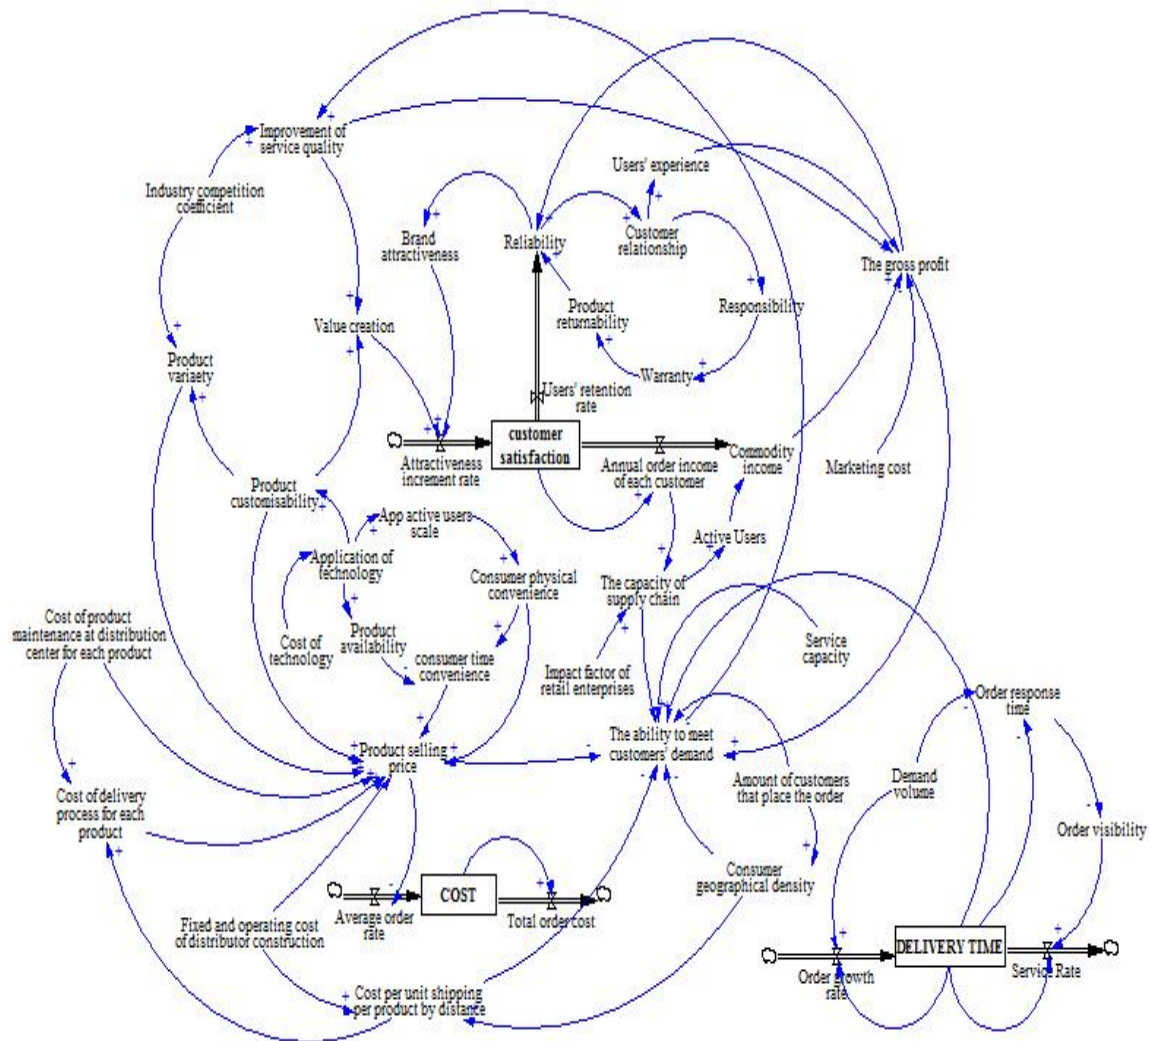 Improvement of
service quality
Users' experience
Industry competition
coefficient
Brand
attractiveness
Reliability
Customer
relationship
The gross profit
Product
returnability
Responsibility
Value creation
Product
variaety
Warranty
Users' retention
rate
customer
satisfaction
Attractiveness
increment rate
Annual order income
of each customer
Commodity
income
Marketing cost
Product
customisability
App active users
scale
Active Users
Application of
technology
Consumer physical
convenience
The capacity of
supply chain
Cost of product
maintenance at distribution
center for each product
Cost of
technology
Product
availability
consumer time
convenience
Service
capacity
Impact factor of
retail enterprises
Order response
time
Product selling
price
The ability to meet
customers' demand
Amount of customers
that place the order
Demand
volume
Cost of delivery
process for each
product
Order visibility
Consumer
geographical density
COST
Average order
rate
Total order cost
Fixed and operating cost
of distributor construction
DELIVERY TIME
Order growth
rate
Service Rate
Cost per unit shipping
per product by distance